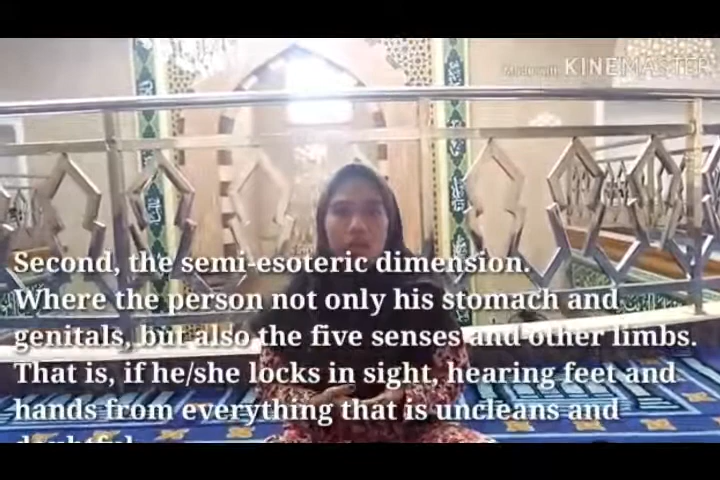 KINEMASTER
Second, the semi-esoteric dimension.
Where the person not only his stomach and
genitals, but also the five senses and other limbs.
That is, if he/she locks in sight, hearing feet and
hands from everything that is uncleans and